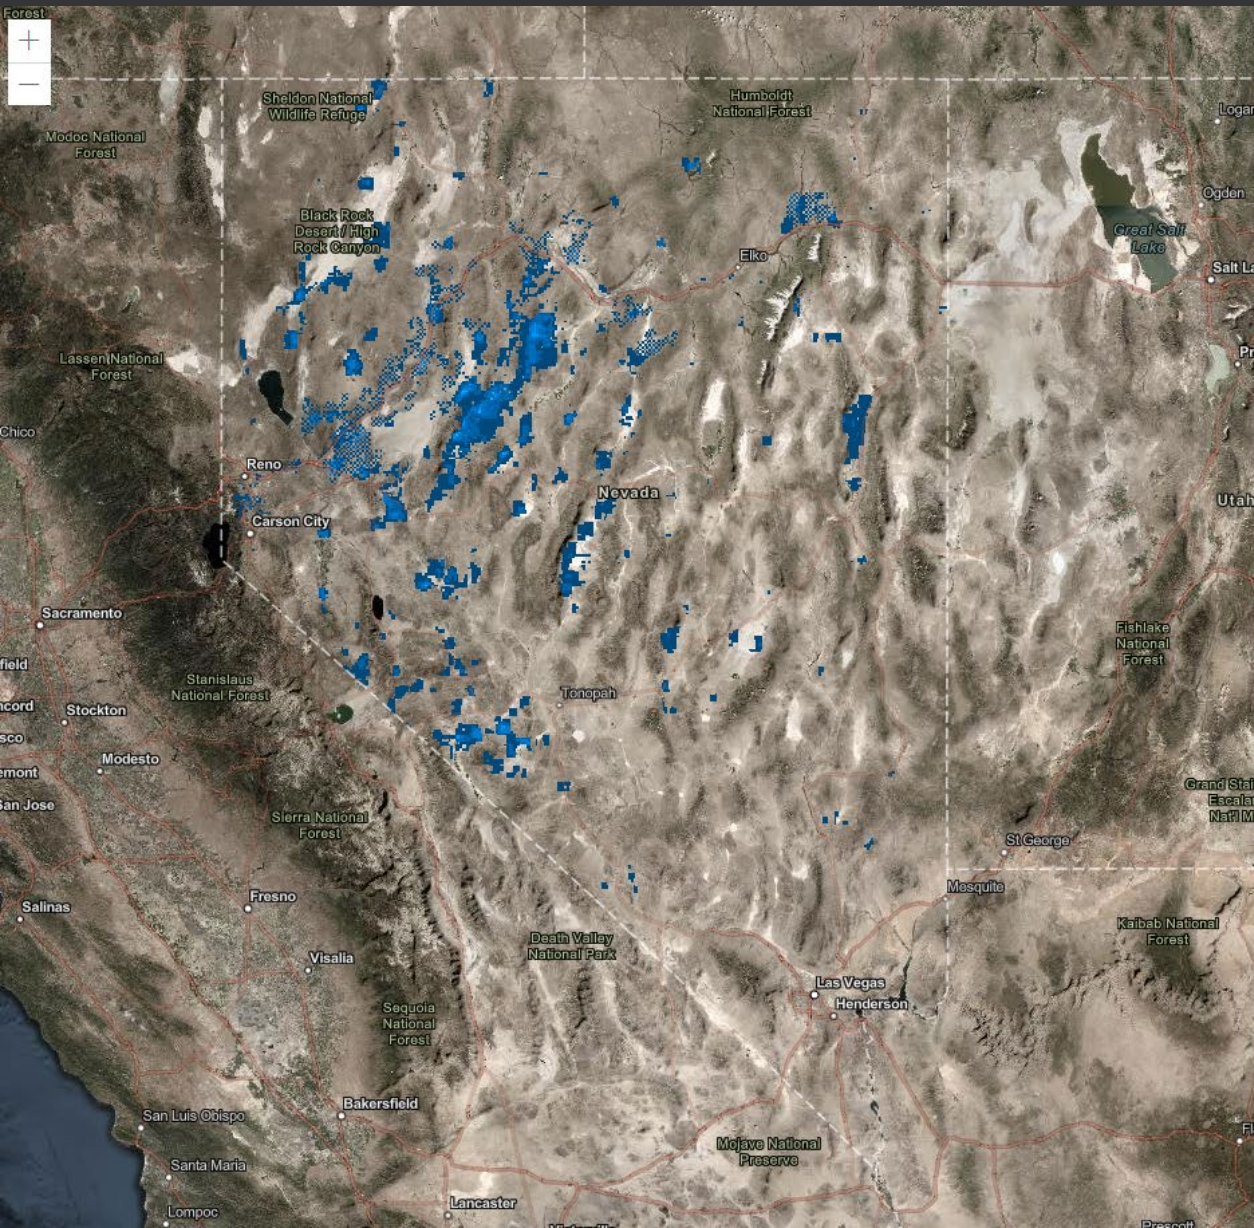 Forest
+
−
Sheldon National
Wildlife Refuge
Humboldt
National Forest
Modoc National
Forest
Logan
Ogden
Black Rock
Desert / High
Rock Canyon
Great Salt
Lake
Elko
Salt La
Lassen National
Forest
Pr
Chico
Reno
Nevada
Utah
Carson City
Sacramento
field
Fishlake
National
Forest
Stanislaus
National Forest
Tonopah
ncord
Stockton
sco
Modesto
emont
San Jose
Grand Stai
Escala
Nat'l M
Sierra National
Forest
St George
Mesquite
Fresno
Salinas
Kaibab National
Forest
Death Valley
National Park
Visalia
Las Vegas
Henderson
Sequoia
National
Forest
Bakersfield
San Luis Obispo
Fl
Mojave National
Preserve
Santa Maria
Lancaster
Lompoc